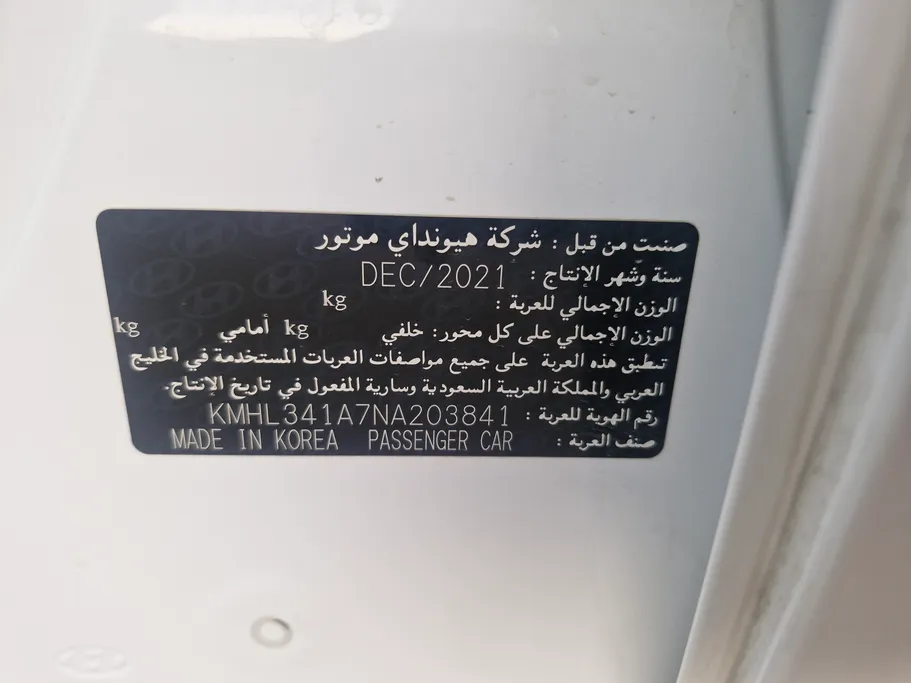 صنعت من قبل : شركة هيونداي موتور
سنة وشهر الإنتاج : DEC/2021
الوزن الإجمالي للعربة : kg
الوزن الإجمالي على كل محور: خلفي kg أمامي kg
تطبق هذه العربة على جميع مواصفات العربات المستخدمة في الخليج
العربي والمملكة العربية السعودية وسارية المفعول في تاريخ الإنتاج.
رقم الهوية للعربة : KMHL341A7NA203841
صنف العربة : MADE IN KOREA PASSENGER CAR